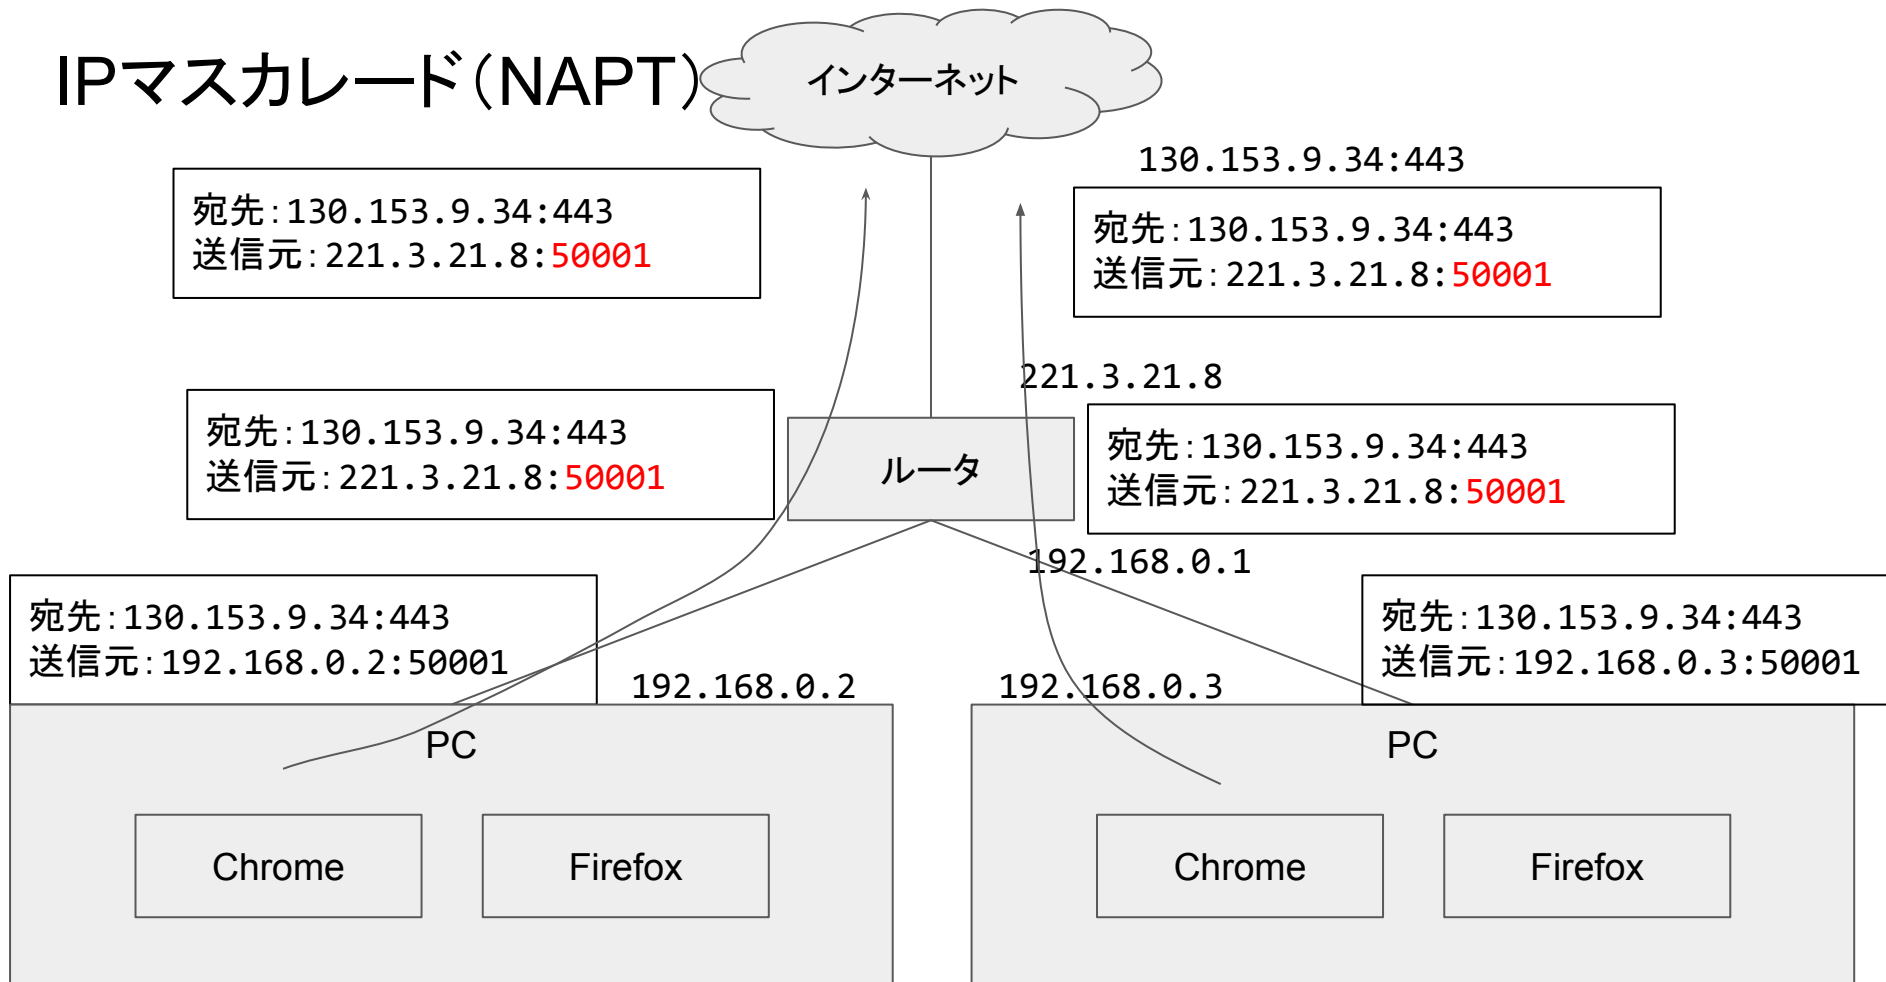 IPマスカレード（NAPT）
インターネット
130.153.9.34:443
宛先：130.153.9.34:443
送信元：221.3.21.8:50001
宛先：130.153.9.34:443
送信元：221.3.21.8:50001
221.3.21.8
宛先：130.153.9.34:443
送信元：221.3.21.8:50001
ルータ
宛先：130.153.9.34:443
送信元：221.3.21.8:50001
192.168.0.1
宛先：130.153.9.34:443
送信元：192.168.0.2:50001
宛先：130.153.9.34:443
送信元：192.168.0.3:50001
192.168.0.2
192.168.0.3
PC
PC
Chrome
Firefox
Chrome
Firefox